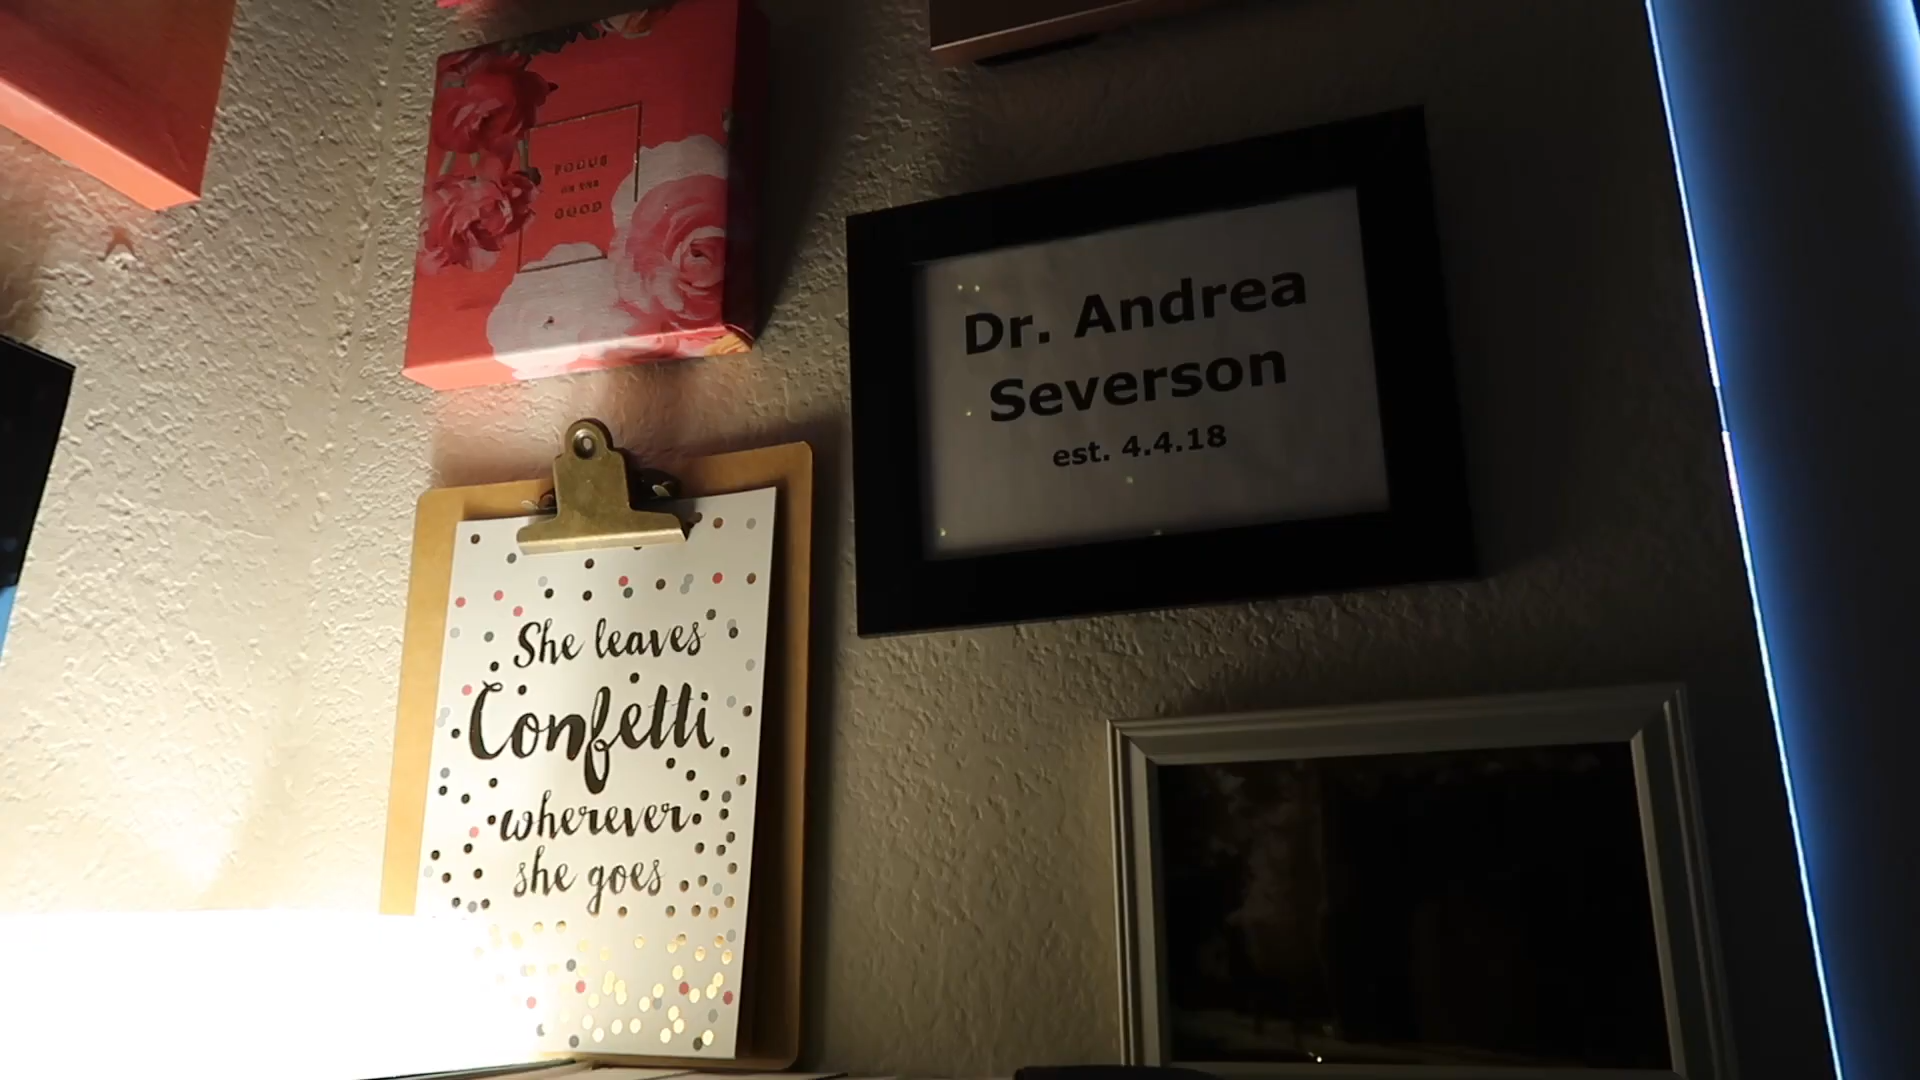 FOCUS
ON THE
GOOD
Dr. Andrea
Severson
est. 4.4.18
She leaves
Confetti
wherever
she goes